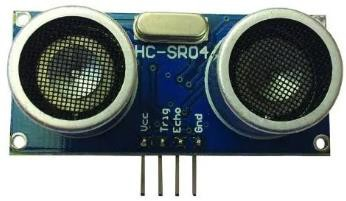 HC-SR04
Vcc
Trig
Echo
Gnd